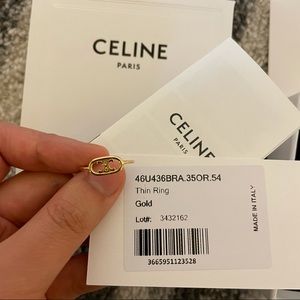 CELINE
PARIS
CELINE
PARIS
46U436BRA.35OR.54
Thin Ring
Gold
Lot#: 3432162
3665951123528
MADE IN ITALY